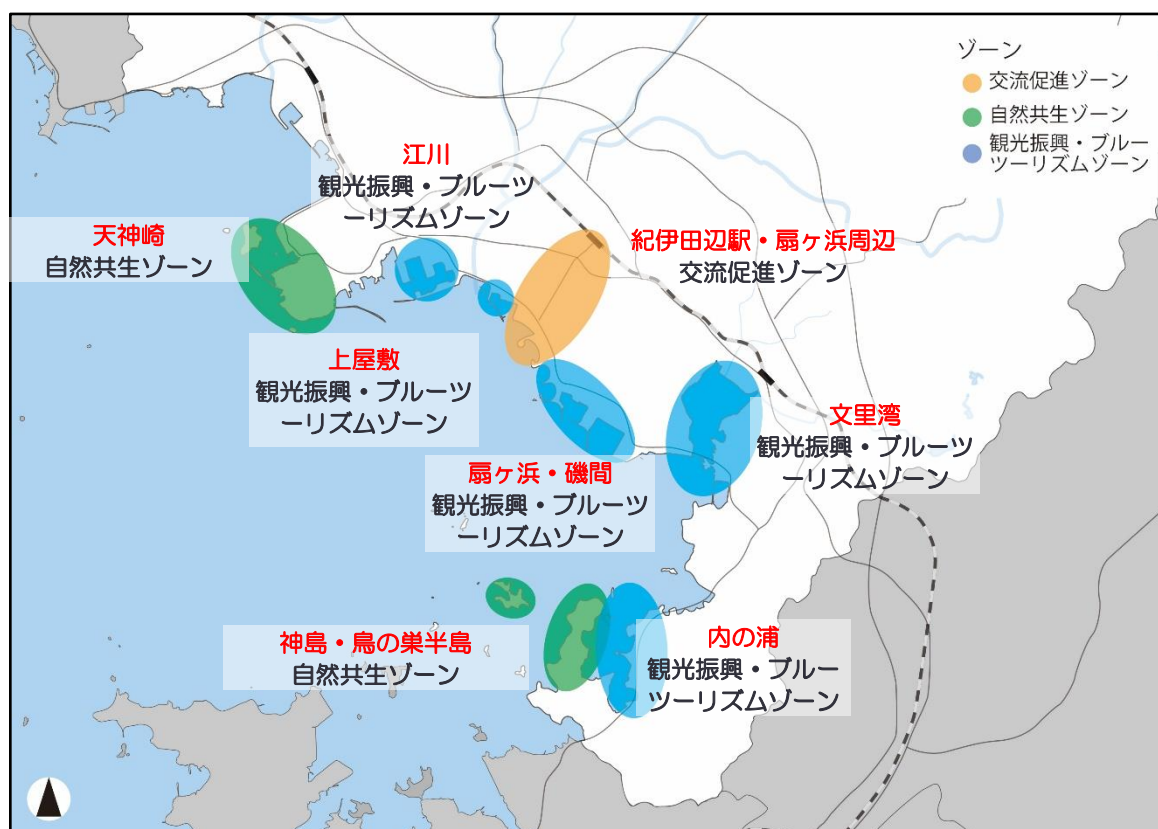 ゾーン
交流促進ゾーン
自然共生ゾーン
観光振興・ブルー
ツーリズムゾーン
江川
観光振興・ブルーツ
ーリズムゾーン
天神崎
自然共生ゾーン
紀伊田辺駅・扇ヶ浜周辺
交流促進ゾーン
上屋敷
観光振興・ブルーツ
ーリズムゾーン
文里湾
観光振興・ブルーツ
ーリズムゾーン
扇ヶ浜・磯間
観光振興・ブルーツ
ーリズムゾーン
神島・鳥の巣半島
自然共生ゾーン
内の浦
観光振興・ブルー
ツーリズムゾーン